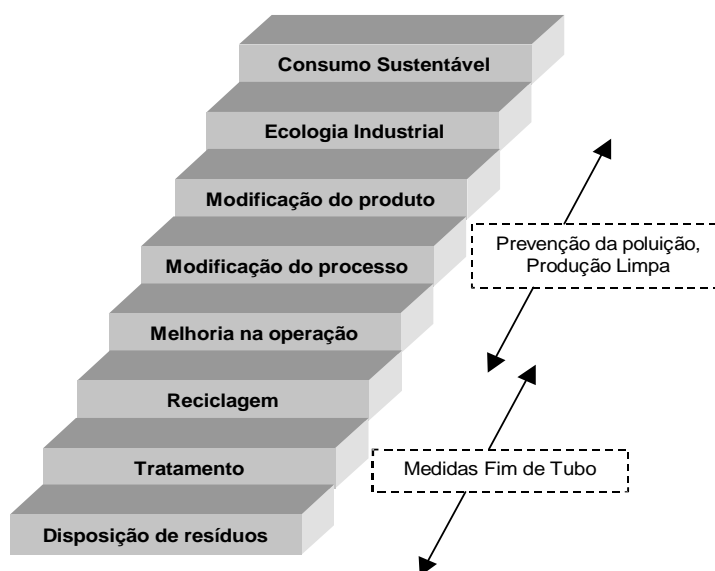 Consumo Sustentável
Ecologia Industrial
Modificação do produto
Modificação do processo
Melhoria na operação
Reciclagem
Tratamento
Disposição de resíduos
Prevenção da poluição,
Produção Limpa
Medidas Fim de Tubo